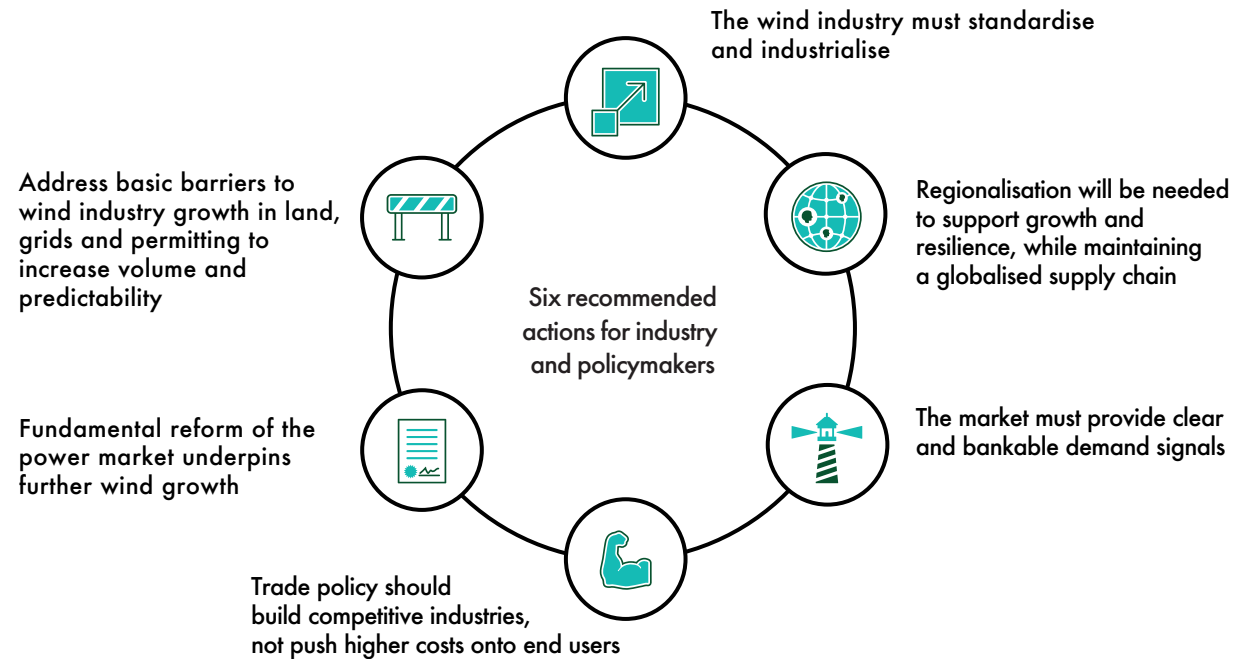 The wind industry must standardise
and industrialise
Regionalisation will be needed
to support growth and
resilience, while maintaining
a globalised supply chain
The market must provide clear
and bankable demand signals
Trade policy should
build competitive industries,
not push higher costs onto end users
Fundamental reform of the
power market underpins
further wind growth
Address basic barriers to
wind industry growth in land,
grids and permitting to
increase volume and
predictability
Six recommended
actions for industry
and policymakers